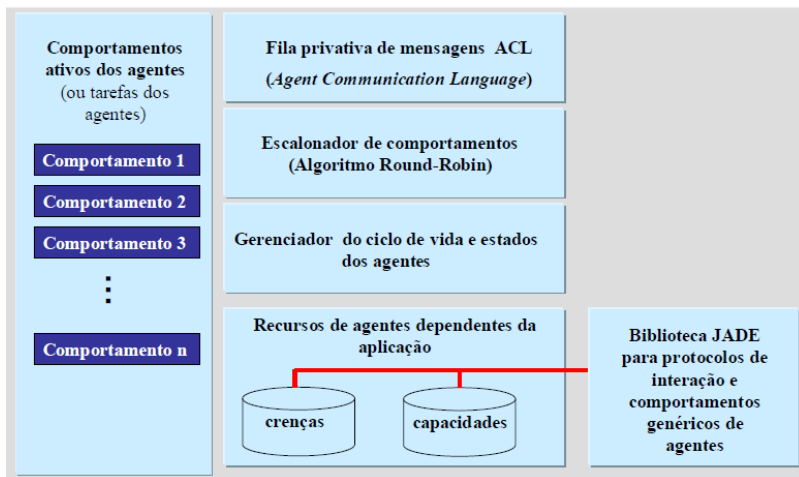 Comportamentos
ativos dos agentes
(ou tarefas dos
agentes)
Comportamento 1
Comportamento 2
Comportamento 3
Comportamento n
Fila privativa de mensagens ACL
(Agent Communication Language)
Escalonador de comportamentos
(Algoritmo Round-Robin)
Gerenciador do ciclo de vida e estados
dos agentes
Recursos de agentes dependentes da
aplicação
crenças
capacidades
Biblioteca JADE
para protocolos de
interação e
comportamentos
genéricos de
agentes